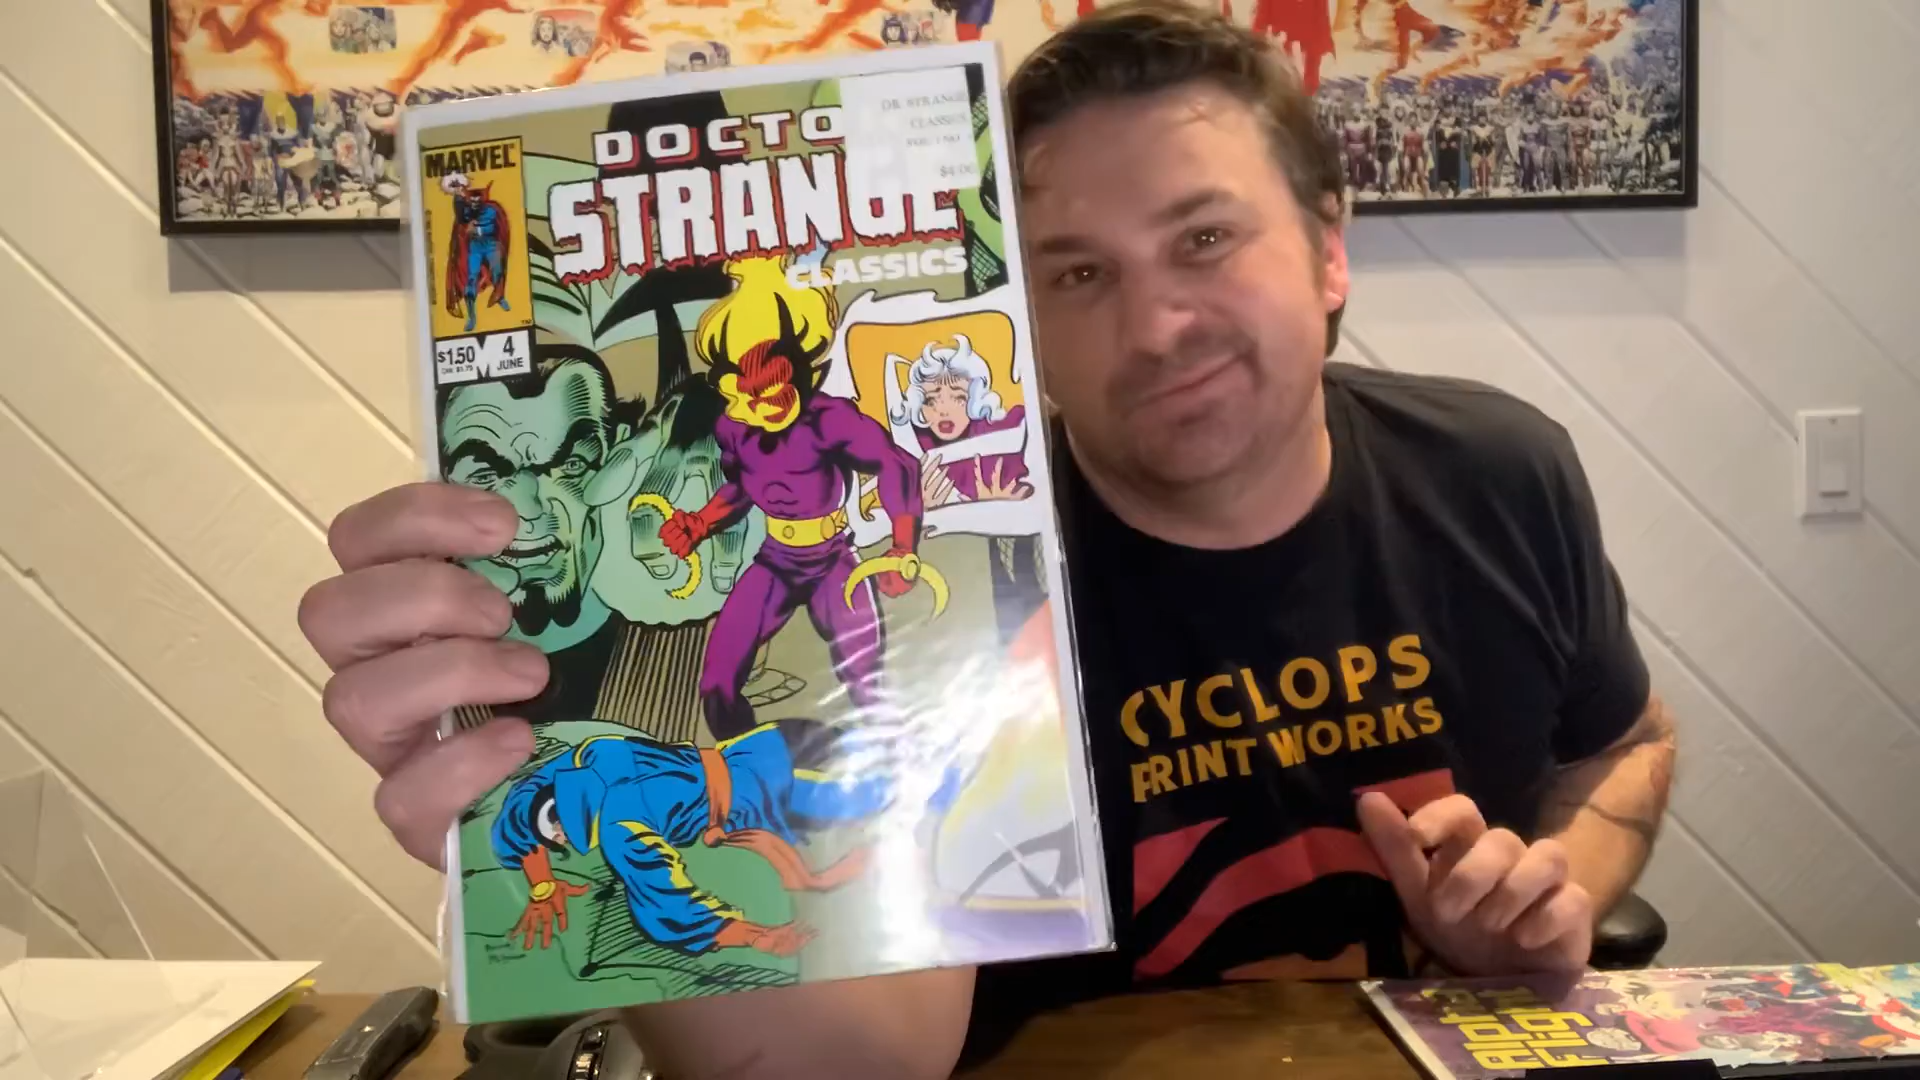 DOCTO
STRANGE
CLASSICS
DR. STRANGE
CLASSICS
$4.00
MARVEL
$1.50
4
JUNE
CYCLOPS
PRINT WORKS
Alpha
Flight